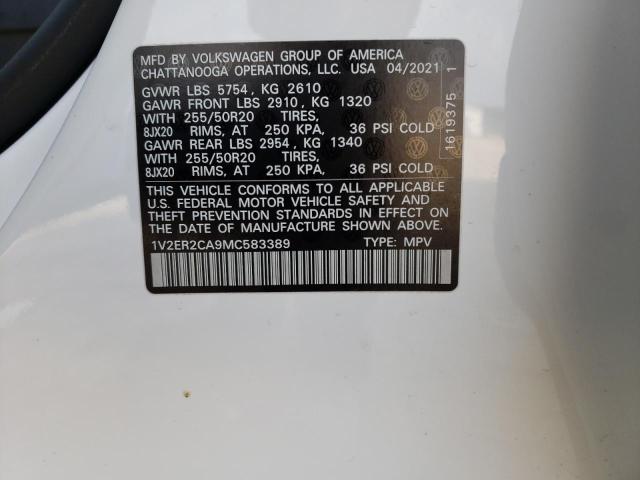 MFD BY VOLKSWAGEN GROUP OF AMERICA
CHATTANOOGA OPERATIONS, LLC. USA 04/2021
GVWR LBS 5754, KG 2610
GAWR FRONT LBS 2910, KG 1320
WITH 255/50R20 TIRES,
8JX20 RIMS, AT 250 KPA, 36 PSI COLD
GAWR REAR LBS 2954, KG 1340
WITH 255/50R20 TIRES,
8JX20 RIMS, AT 250 KPA, 36 PSI COLD
THIS VEHICLE CONFORMS TO ALL APPLICABLE
U.S. FEDERAL MOTOR VEHICLE SAFETY AND
THEFT PREVENTION STANDARDS IN EFFECT ON
THE DATE OF MANUFACTURE SHOWN ABOVE.
1V2ER2CA9MC583389 TYPE: MPV
1619375 1